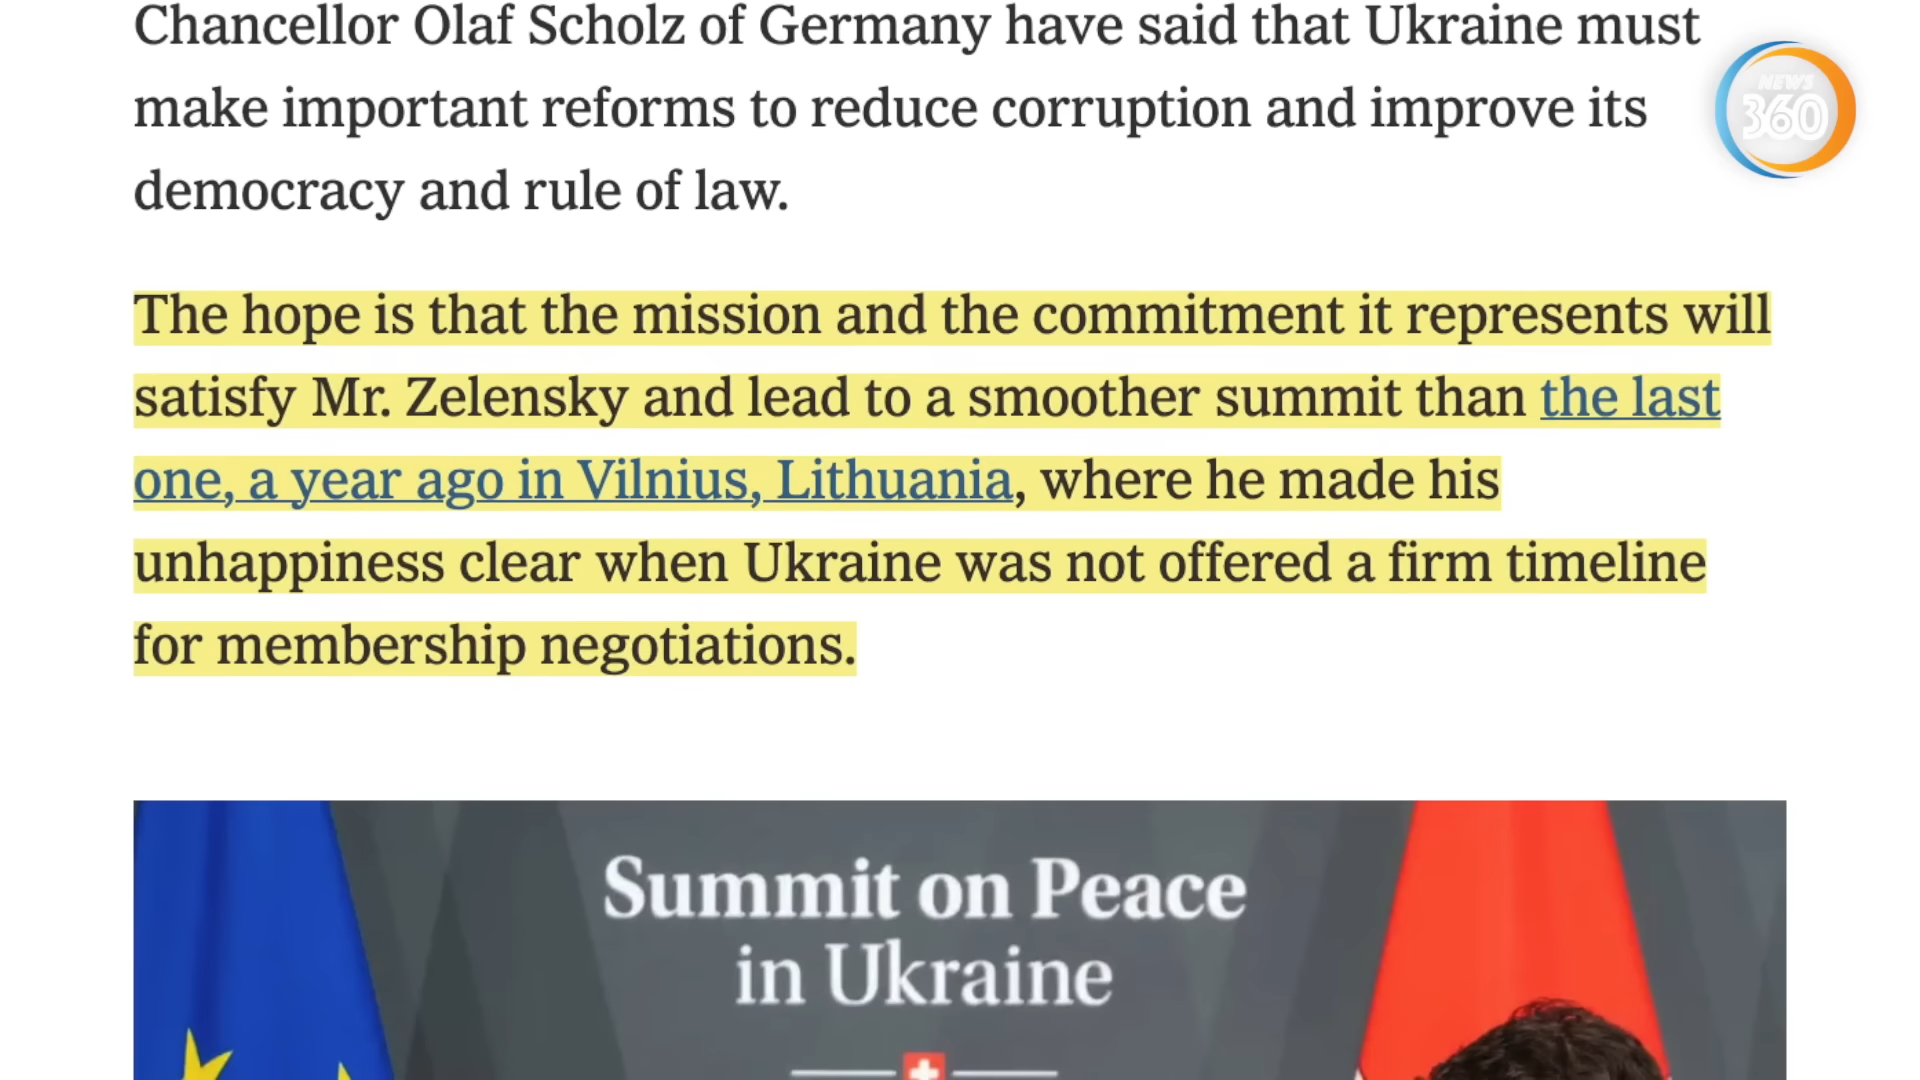 Chancellor Olaf Scholz of Germany have said that Ukraine must
make important reforms to reduce corruption and improve its
democracy and rule of law.
NEWS
360
The hope is that the mission and the commitment it represents will
satisfy Mr. Zelensky and lead to a smoother summit than the last
one, a year ago in Vilnius, Lithuania, where he made his
unhappiness clear when Ukraine was not offered a firm timeline
for membership negotiations.
Summit on Peace
in Ukraine